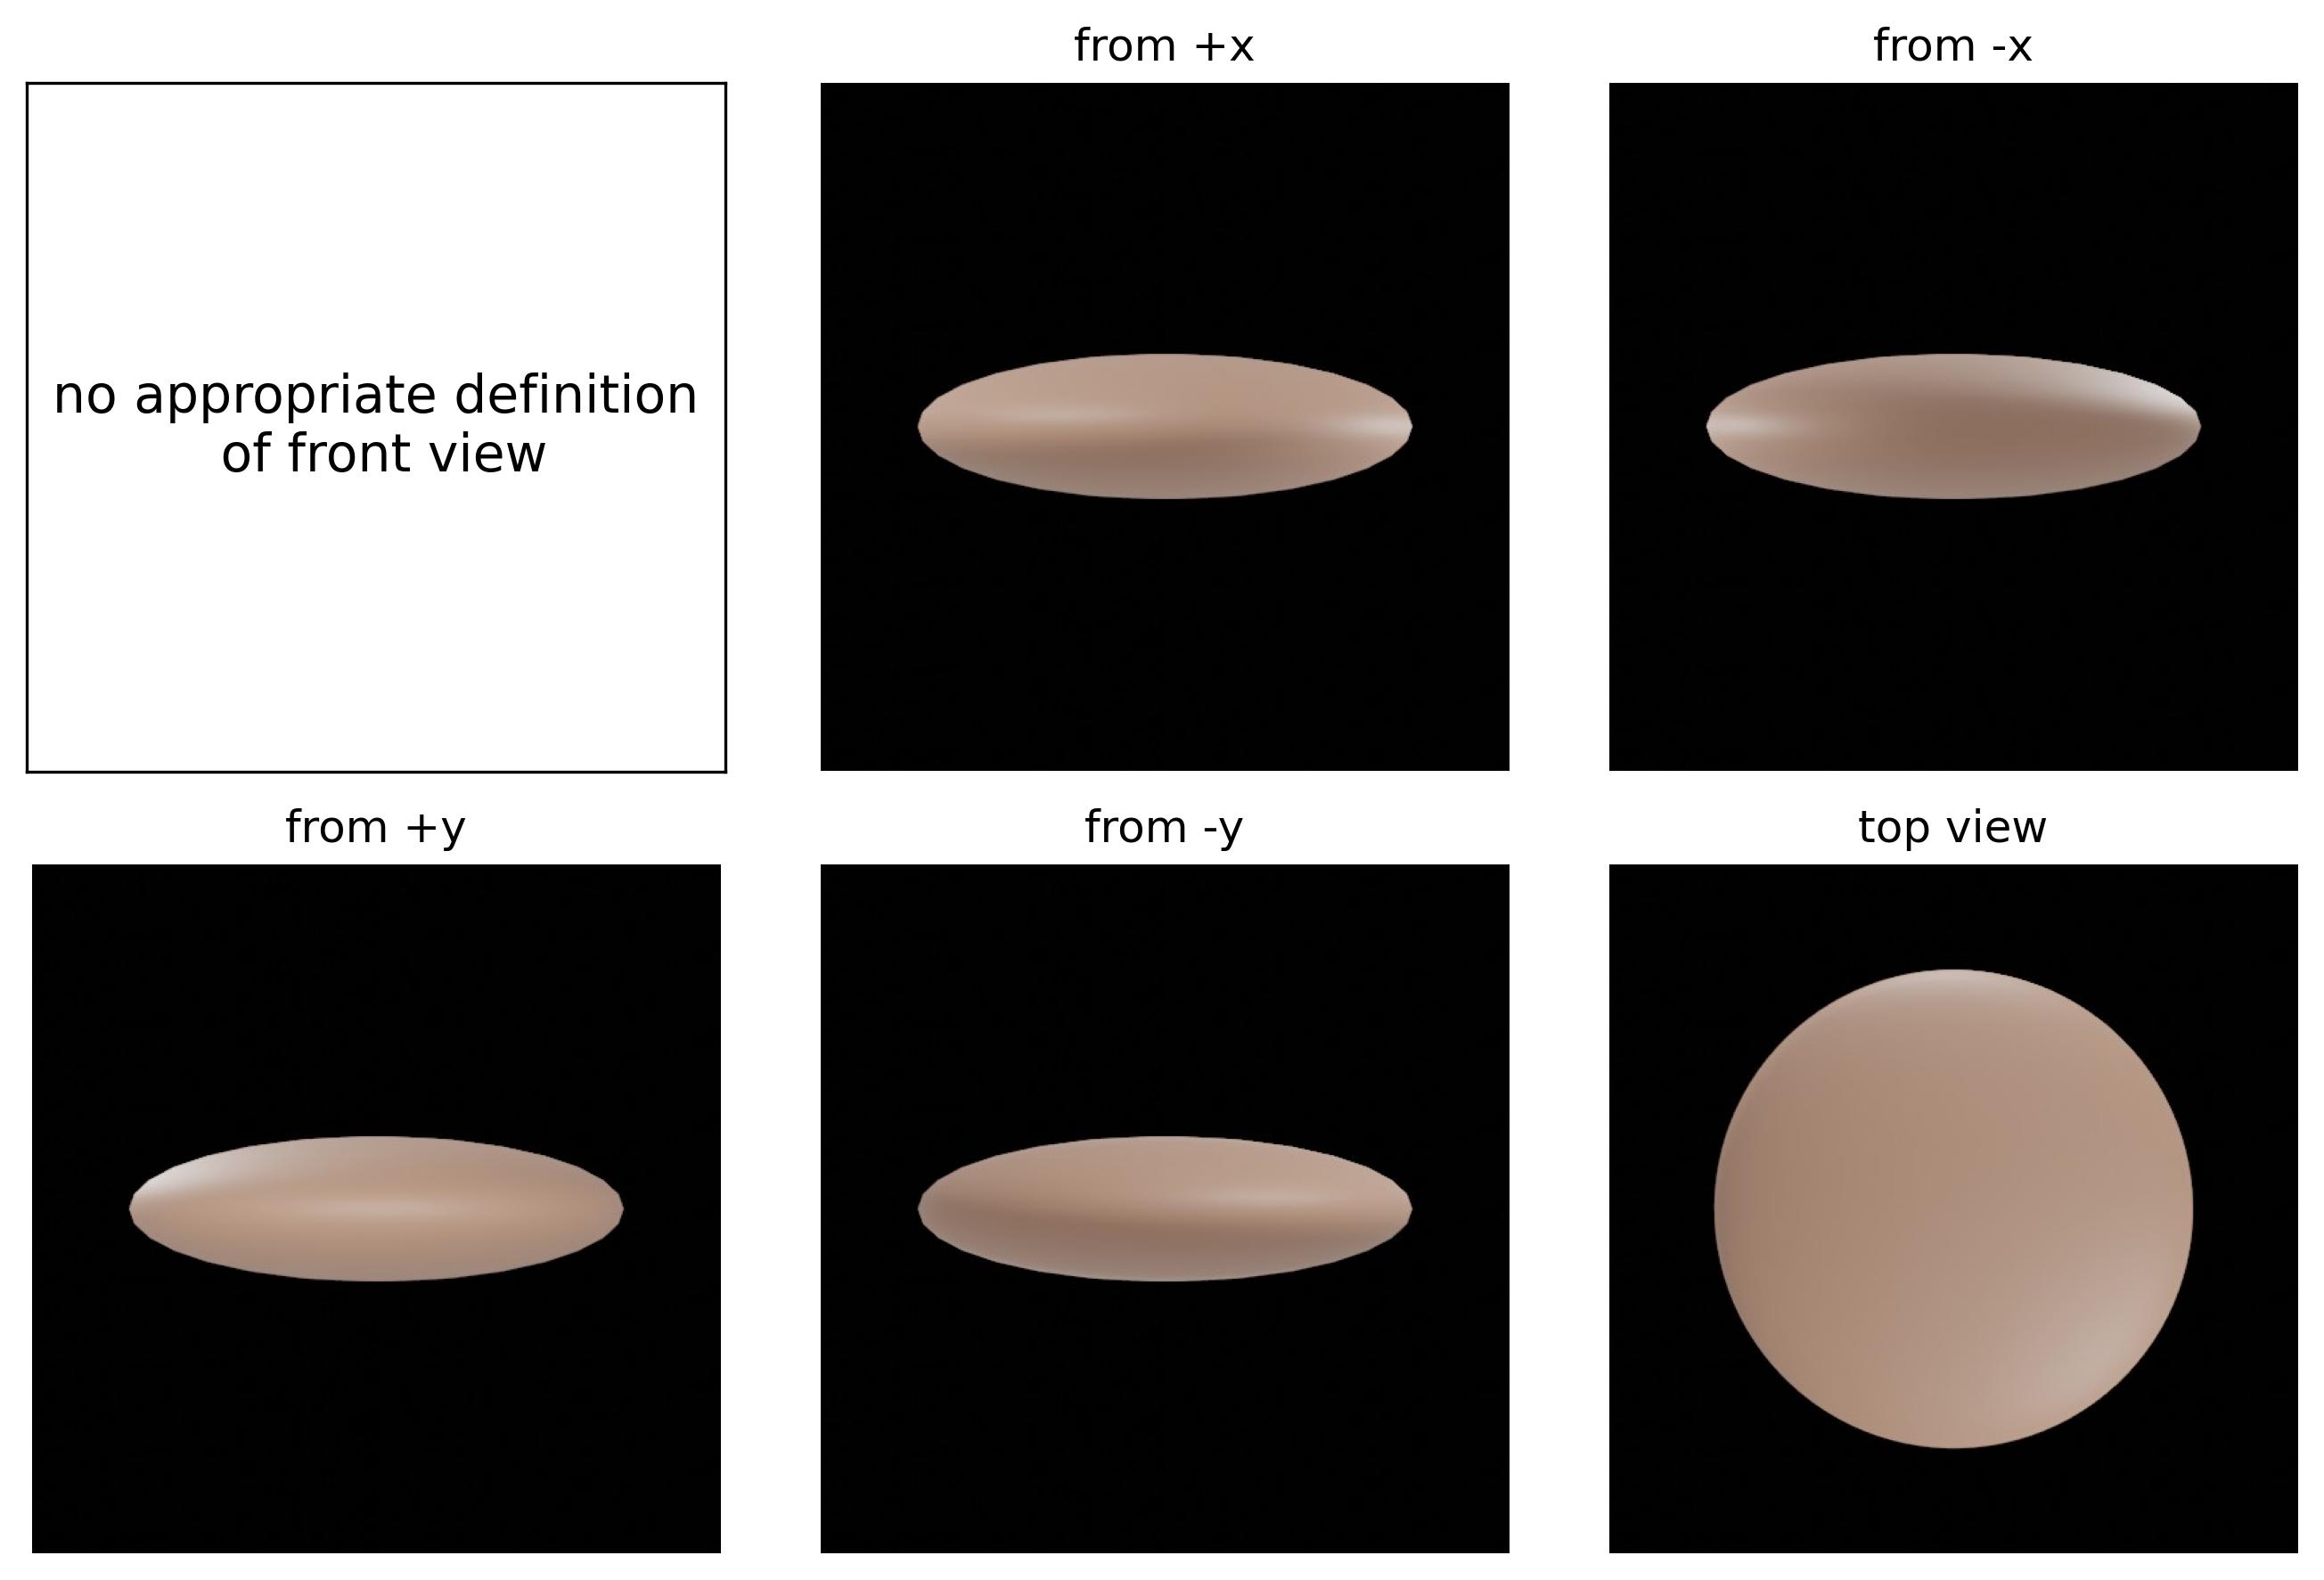 from +x
from -x
no appropriate definition
of front view
from +y
from -y
top view